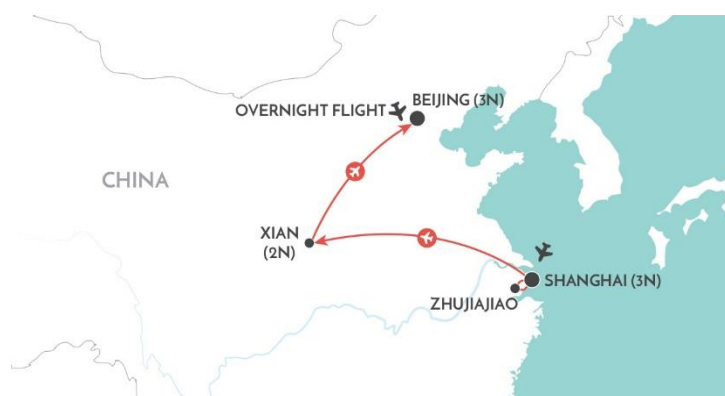 OVERNIGHT FLIGHT
BEIJING (3N)
CHINA
XIAN
(2N)
SHANGHAI (3N)
ZHUJIAJIAO